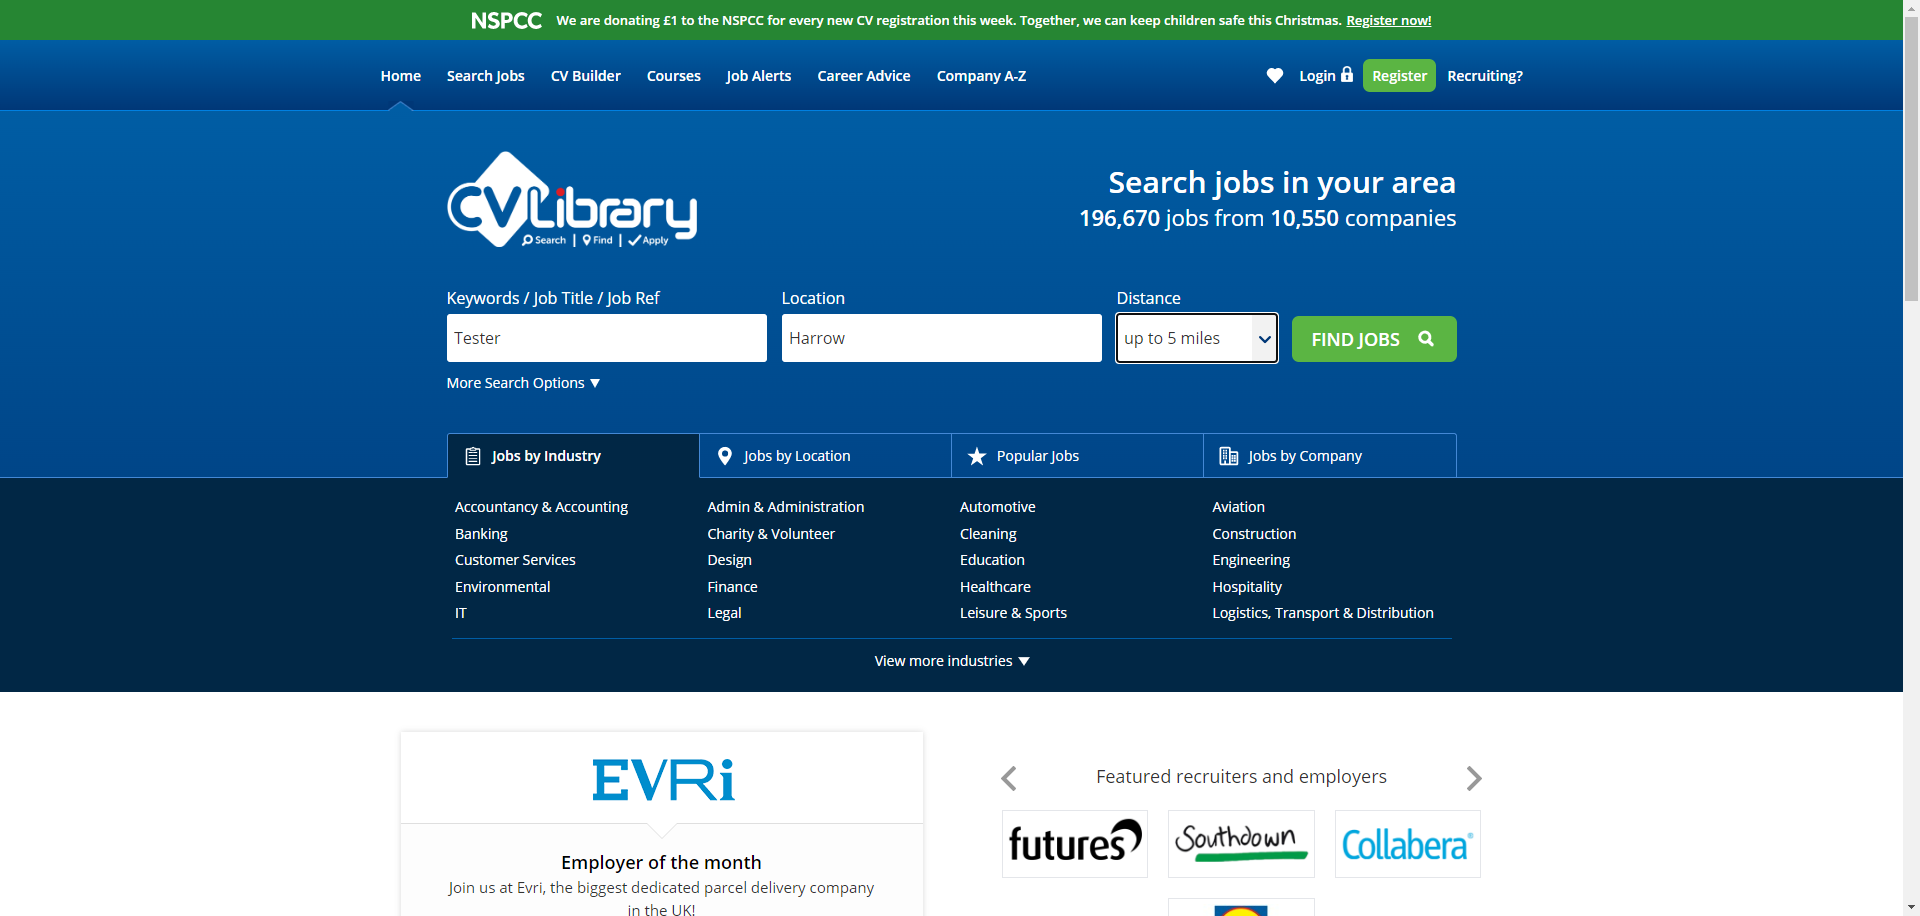 NSPCC We are donating £1 to the NSPCC for every new CV registration this week. Together, we can keep children safe this Christmas. Register now!
Home Search Jobs CV Builder Courses Job Alerts Career Advice Company A-Z Login Register Recruiting?
CVLibrary
Search | Find | Apply
Search jobs in your area
196,670 jobs from 10,550 companies
Keywords / Job Title / Job Ref Location Distance
Tester Harrow up to 5 miles FIND JOBS
More Search Options ▼
Jobs by Industry Jobs by Location Popular Jobs Jobs by Company
Accountancy & Accounting Admin & Administration Automotive Aviation
Banking Charity & Volunteer Cleaning Construction
Customer Services Design Education Engineering
Environmental Finance Healthcare Hospitality
IT Legal Leisure & Sports Logistics, Transport & Distribution
View more industries ▼
EVRi
Employer of the month
Join us at Evri, the biggest dedicated parcel delivery company
in the UK!
Featured recruiters and employers
futures Southdown Collabera